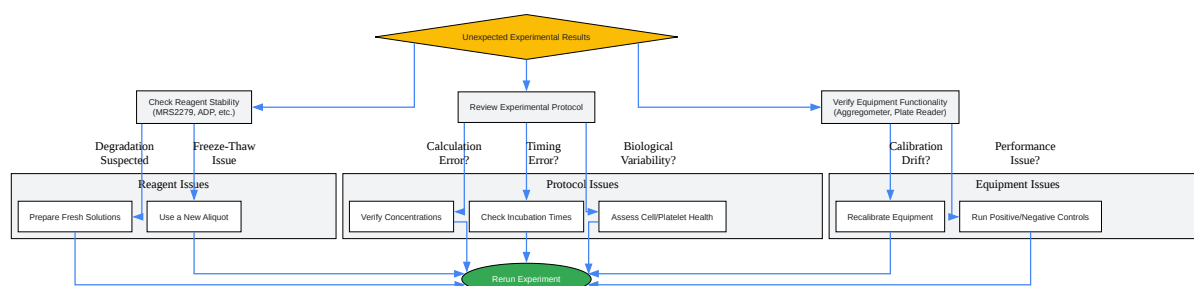 Unexpected Experimental Results
Check Reagent Stability
(MRS2279, ADP, etc.)
Review Experimental Protocol
Verify Equipment Functionality
(Aggregometer, Plate Reader)
Degradation
Suspected
Freeze-Thaw
Issue
Calculation
Error?
Timing
Error?
Biological
Variability?
Calibration
Drift?
Performance
Issue?
Reagent Issues
Protocol Issues
Equipment Issues
Prepare Fresh Solutions
Use a New Aliquot
Verify Concentrations
Check Incubation Times
Assess Cell/Platelet Health
Recalibrate Equipment
Run Positive/Negative Controls
Rerun Experiment